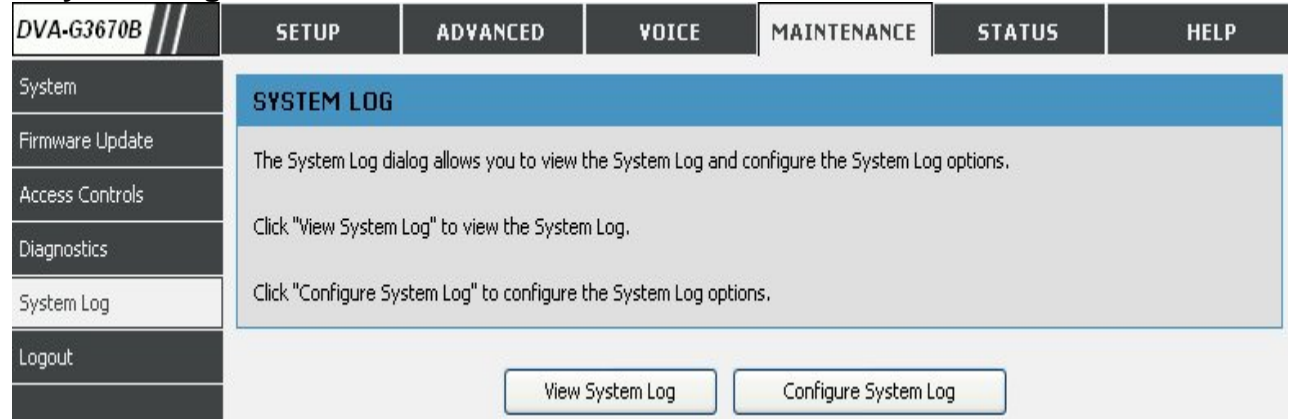 DVA-G3670B
SETUP ADVANCED VOICE MAINTENANCE STATUS HELP
System
Firmware Update
Access Controls
Diagnostics
System Log
Logout
SYSTEM LOG
The System Log dialog allows you to view the System Log and configure the System Log options.
Click "View System Log" to view the System Log.
Click "Configure System Log" to configure the System Log options.
View System Log Configure System Log